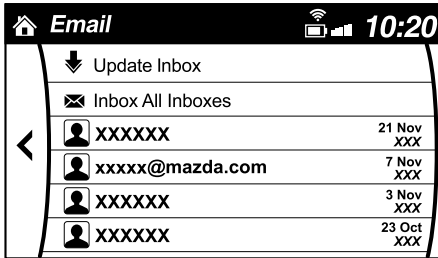 Email 10:20
Update Inbox
Inbox All Inboxes
XXXXXX 21 Nov
XXX
xxxxx@mazda.com 7 Nov
XXX
XXXXXX 3 Nov
XXX
XXXXXX 23 Oct
XXX